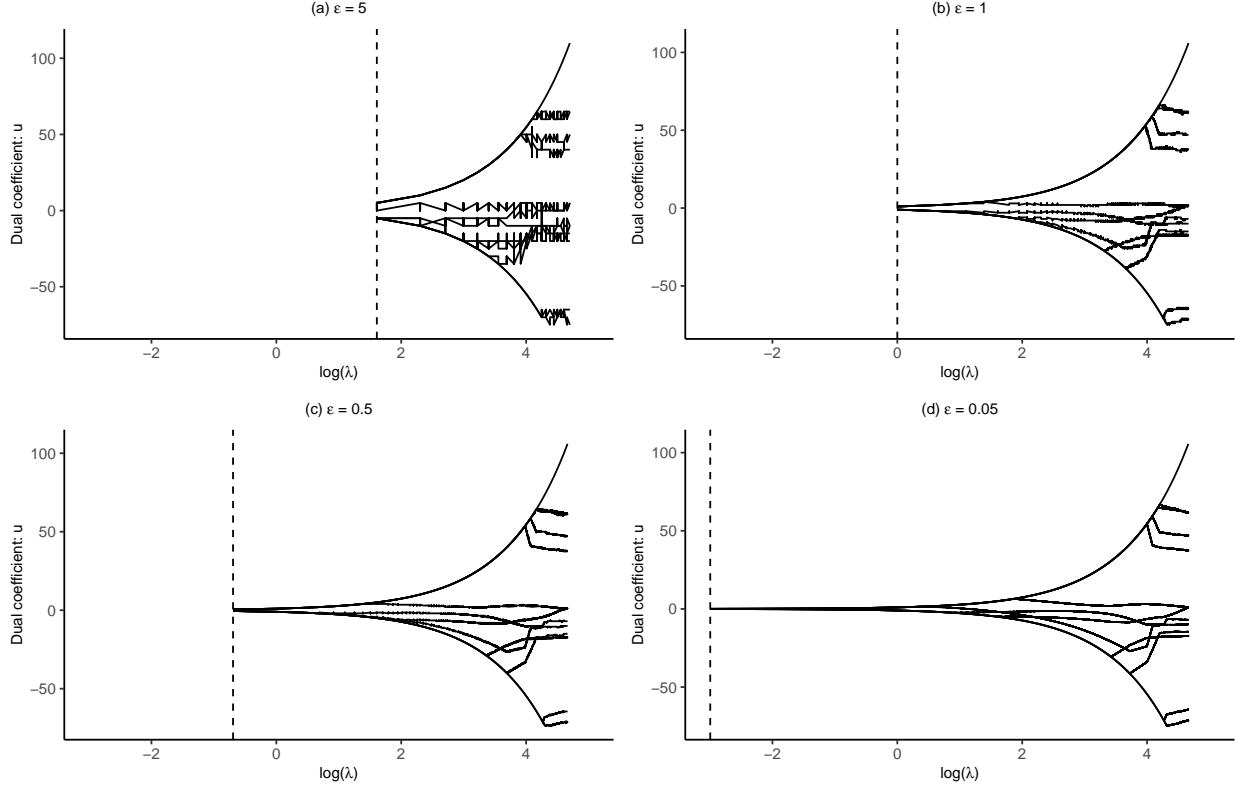 (a) ε = 5
Dual coefficient: u
100
50
0
−50
−2 0 2 4
log(λ)
(b) ε = 1
Dual coefficient: u
100
50
0
−50
−2 0 2 4
log(λ)
(c) ε = 0.5
Dual coefficient: u
100
50
0
−50
−2 0 2 4
log(λ)
(d) ε = 0.05
Dual coefficient: u
100
50
0
−50
−2 0 2 4
log(λ)